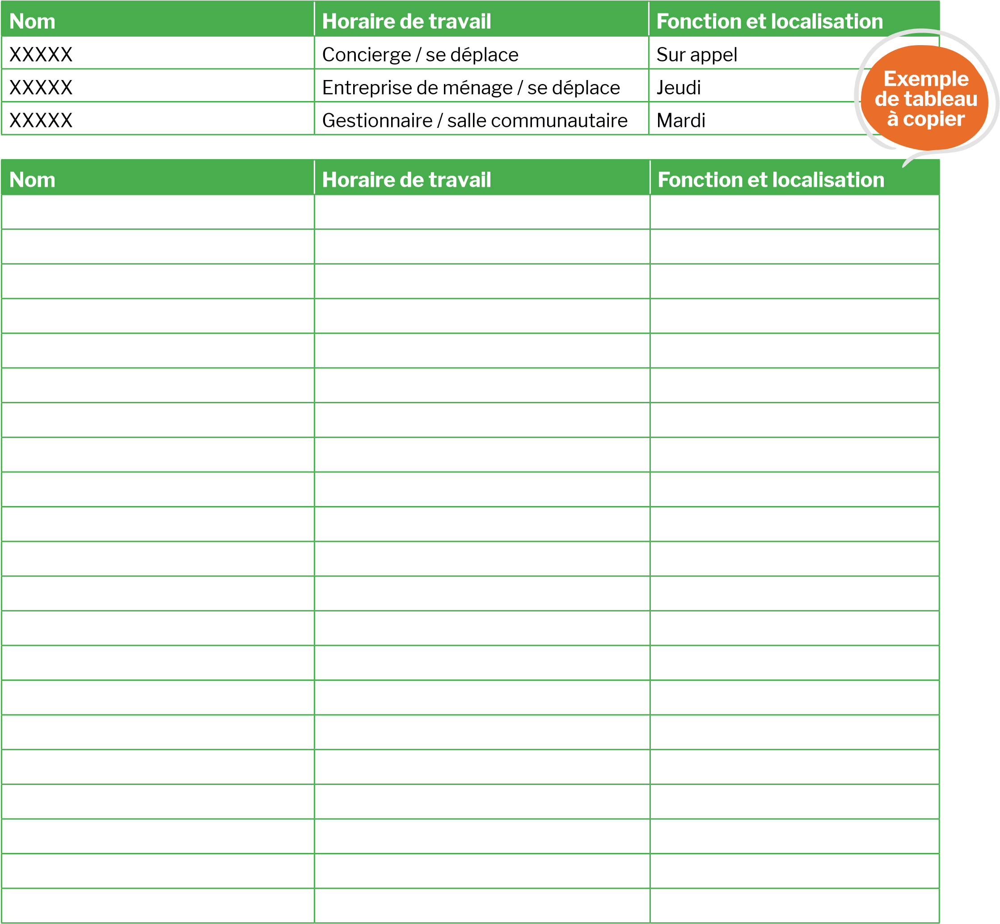 Nom Horaire de travail Fonction et localisation
XXXXX Concierge / se déplace Sur appel
XXXXX Entreprise de ménage / se déplace Jeudi
XXXXX Gestionnaire / salle communautaire Mardi
Exemple
de tableau
à copier
Nom Horaire de travail Fonction et localisation